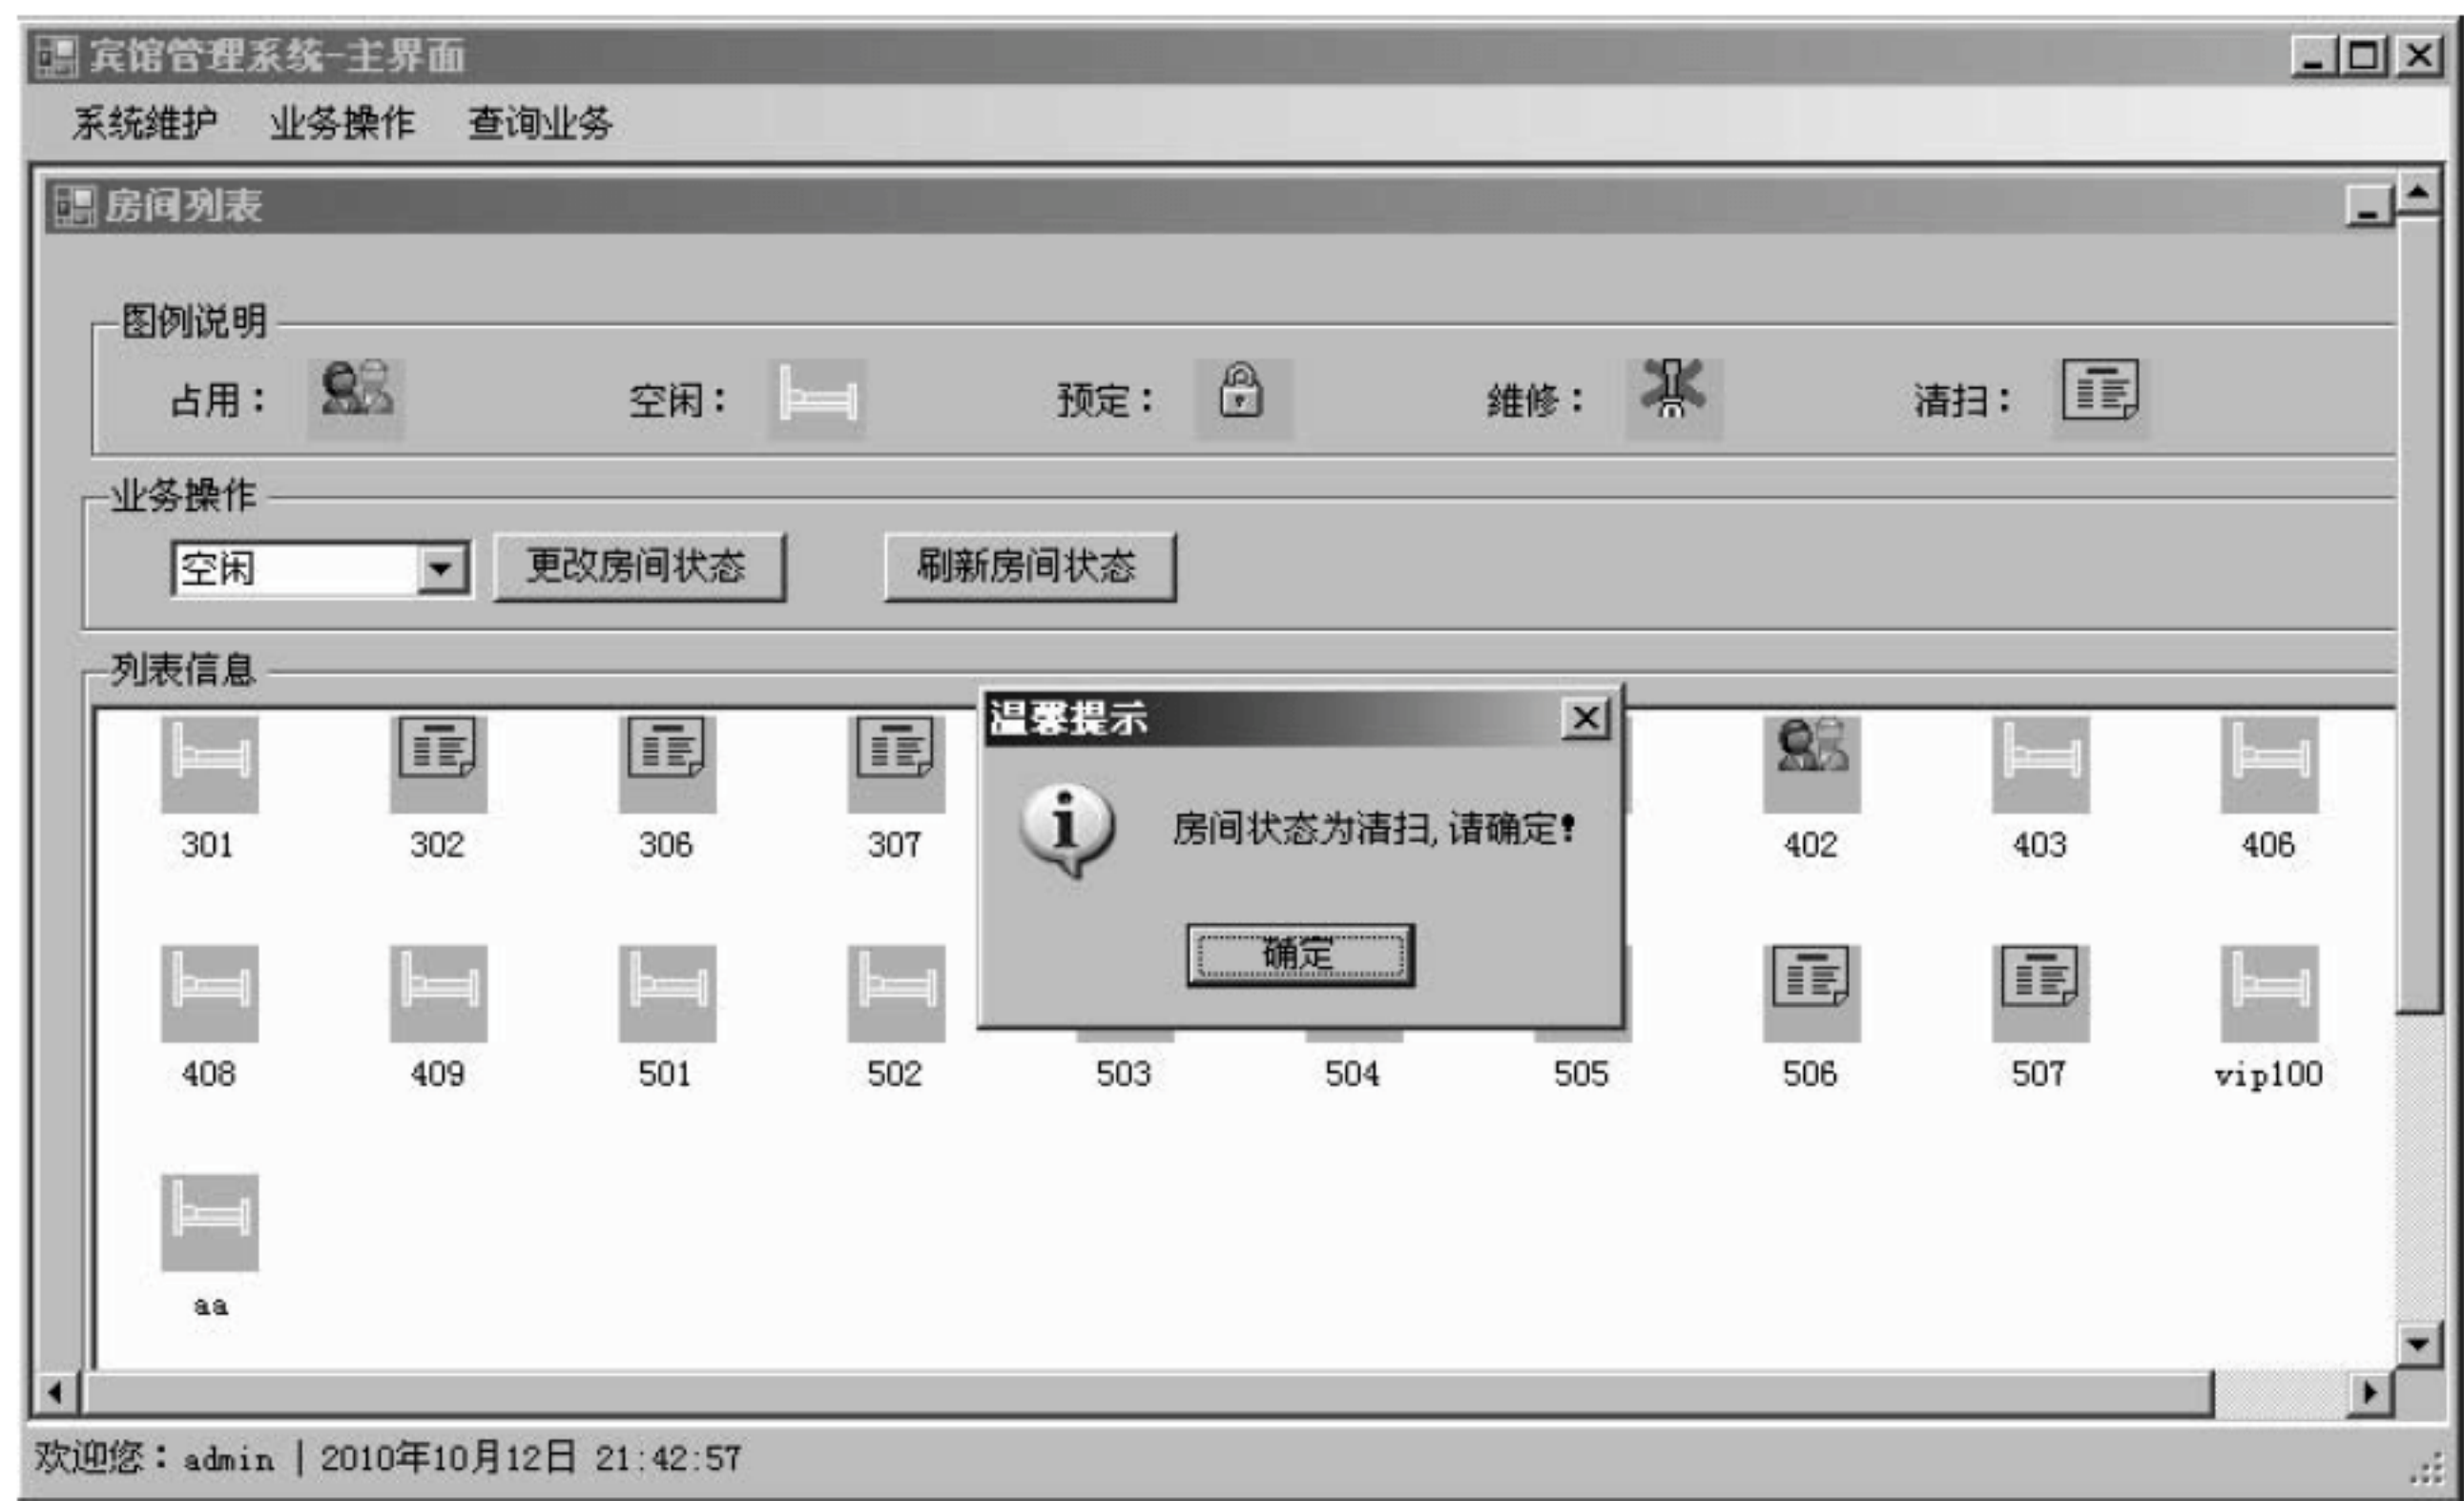 宾馆管理系统-主界面
系统维护 业务操作 查询业务
房间列表
图例说明
占用： 空闲： 预定： 维修： 清扫：
业务操作
空闲 更改房间状态 刷新房间状态
列表信息
温馨提示
房间状态为清扫,请确定!
确定
301 302 306 307 402 403 406
408 409 501 502 503 504 505 506 507 vip100
aa
欢迎您：admin | 2010年10月12日 21:42:57